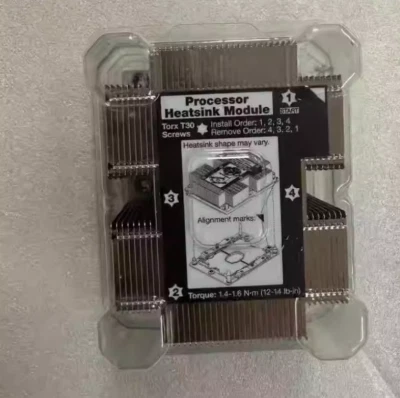 Processor
Heatsink Module
1
START
Torx T30
Screws
Install Order: 1, 2, 3, 4
Remove Order: 4, 3, 2, 1
Heatsink shape may vary.
3
4
Alignment marks:
2
Torque: 1.4-1.6 N-m (12-14 lb-in)